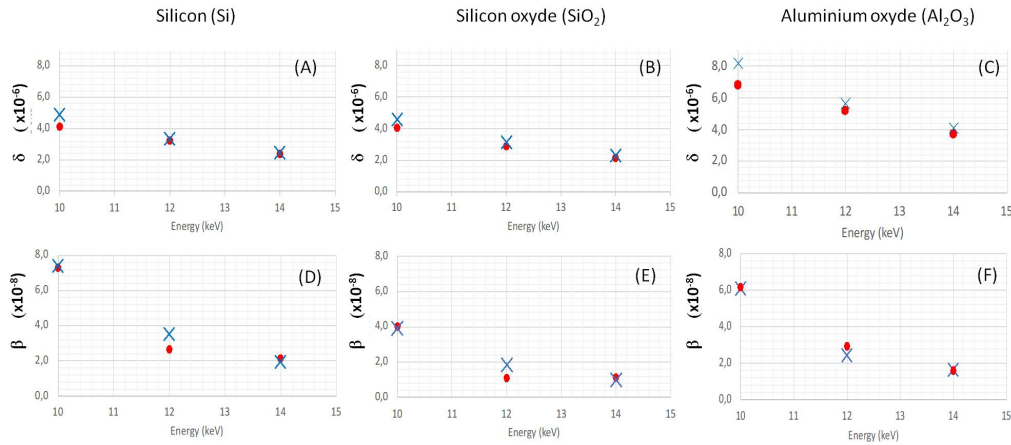 Silicon (Si)
Silicon oxyde (SiO₂)
Aluminium oxyde (Al₂O₃)
(A)
δ (x10⁻⁶)
8,0
6,0
4,0
2,0
0,0
10 11 12 13 14 15
Energy (keV)
(B)
δ (x10⁻⁶)
8,0
6,0
4,0
2,0
0,0
10 11 12 13 14 15
Energy (keV)
(C)
δ (x10⁻⁶)
8,0
6,0
4,0
2,0
0,0
10 11 12 13 14 15
Energy (keV)
(D)
β (x10⁻⁸)
8,0
6,0
4,0
2,0
0,0
10 11 12 13 14 15
Energy (keV)
(E)
β (x10⁻⁸)
8,0
6,0
4,0
2,0
0,0
10 11 12 13 14 15
Energy (keV)
(F)
β (x10⁻⁸)
8,0
6,0
4,0
2,0
0,0
10 11 12 13 14 15
Energy (keV)